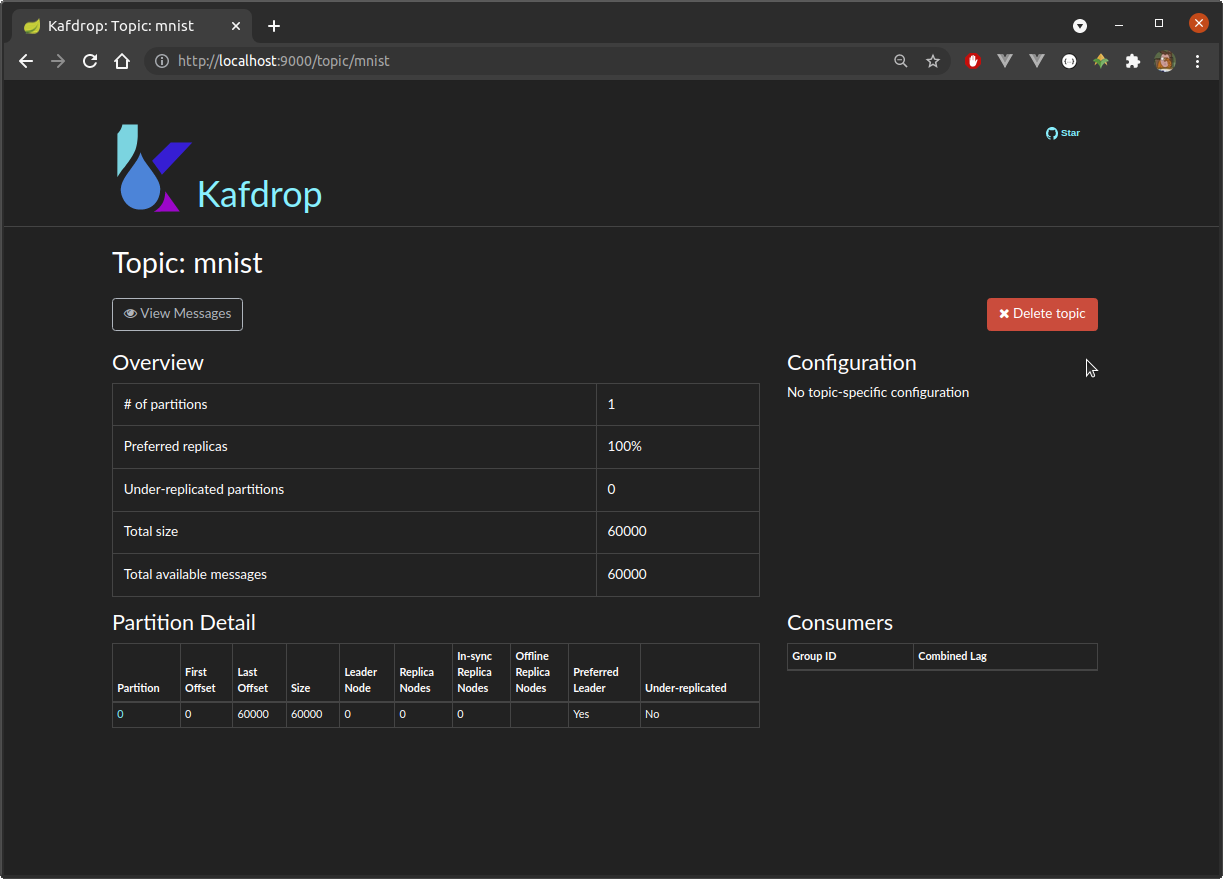 Kafdrop: Topic: mnist
http://localhost:9000/topic/mnist
Star
Kafdrop
Topic: mnist
View Messages
Delete topic
Overview
# of partitions 1
Preferred replicas 100%
Under-replicated partitions 0
Total size 60000
Total available messages 60000
Configuration
No topic-specific configuration
Partition Detail
Partition First Offset Last Offset Size Leader Node Replica Nodes In-sync Replica Nodes Offline Replica Nodes Preferred Leader Under-replicated
0 0 60000 60000 0 0 0 Yes No
Consumers
Group ID Combined Lag